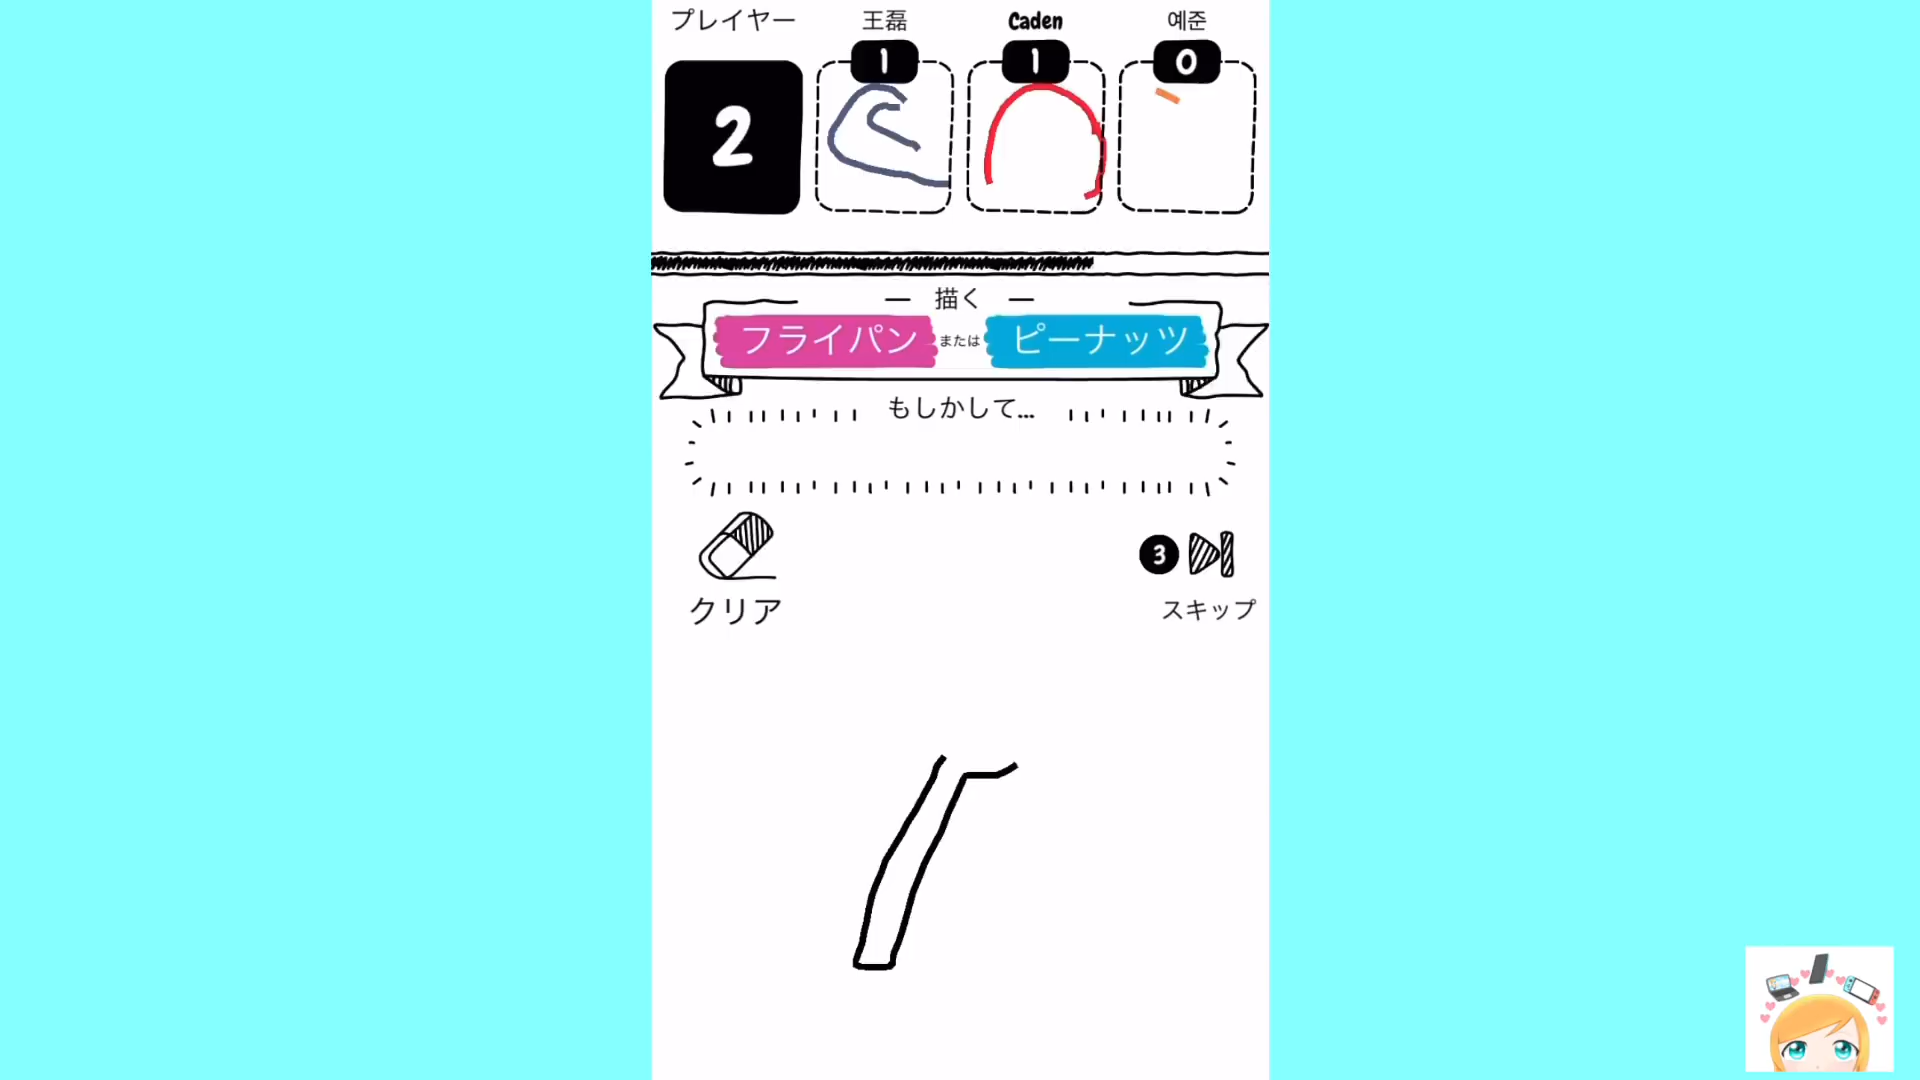 プレイヤー 王磊 Caden 예준
1 1 0
2
描く
フライパン または ピーナッツ
もしかして...
3
クリア スキップ